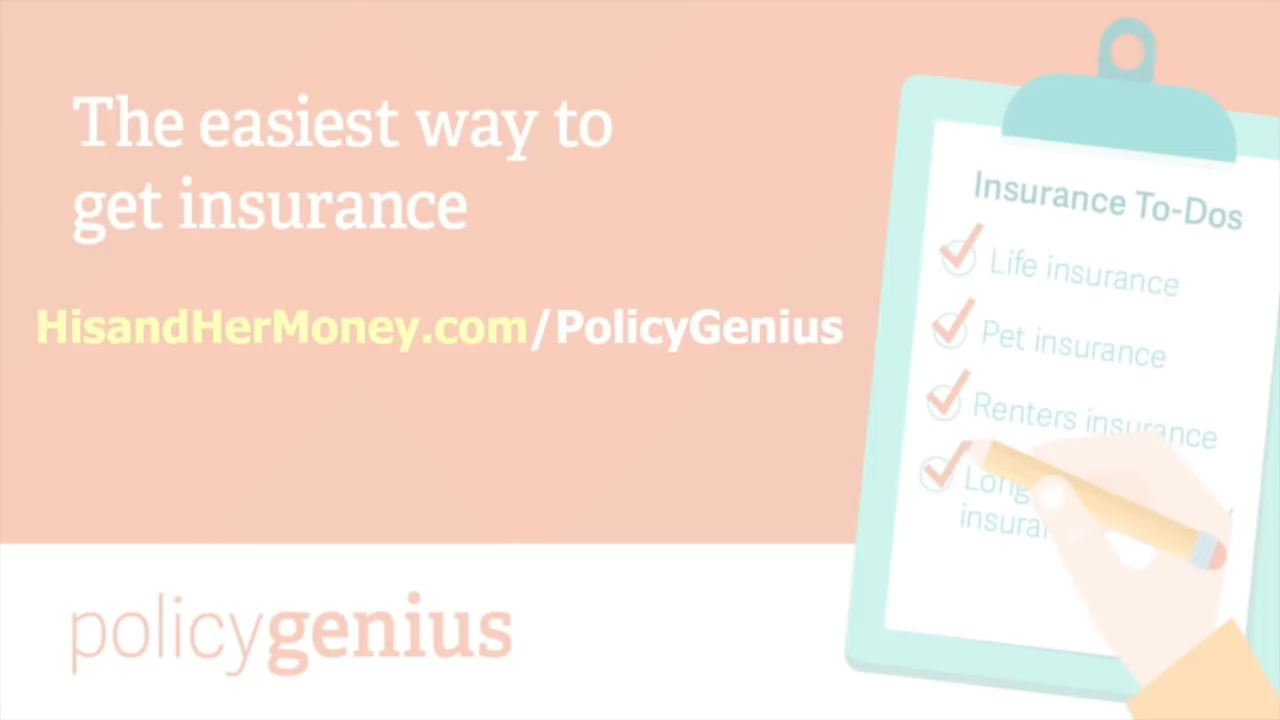 The easiest way to
get insurance
HisandHerMoney.com/PolicyGenius
Insurance To-Dos
Life insurance
Pet insurance
Renters insurance
insura
policygenius